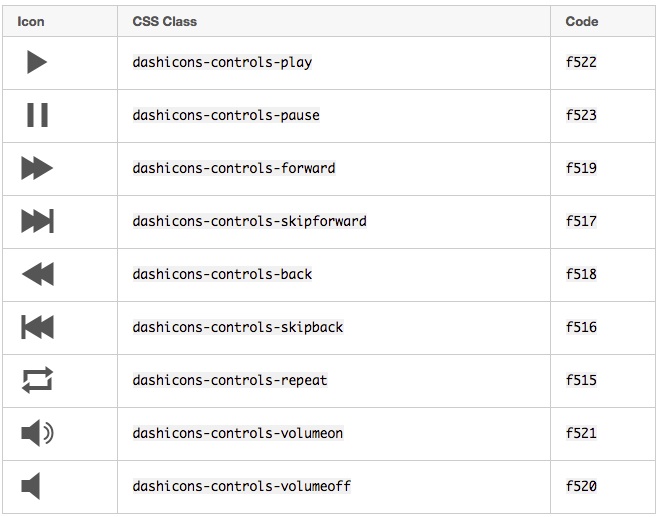 Icon CSS Class Code
dashicons-controls-play f522
dashicons-controls-pause f523
dashicons-controls-forward f519
dashicons-controls-skipforward f517
dashicons-controls-back f518
dashicons-controls-skipback f516
dashicons-controls-repeat f515
dashicons-controls-volumeon f521
dashicons-controls-volumeoff f520